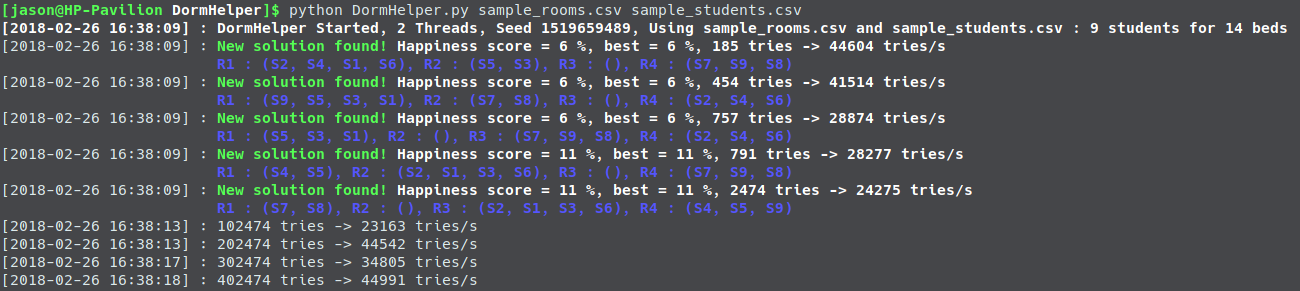 [jason@HP-Pavilion DormHelper]$ python DormHelper.py sample_rooms.csv sample_students.csv
[2018-02-26 16:38:09] : DormHelper Started, 2 Threads, Seed 1519659489, Using sample_rooms.csv and sample_students.csv : 9 students for 14 beds
[2018-02-26 16:38:09] : New solution found! Happiness score = 6 %, best = 6 %, 185 tries -> 44604 tries/s
R1 : (S2, S4, S1, S6), R2 : (S5, S3), R3 : (), R4 : (S7, S9, S8)
[2018-02-26 16:38:09] : New solution found! Happiness score = 6 %, best = 6 %, 454 tries -> 41514 tries/s
R1 : (S9, S5, S3, S1), R2 : (S7, S8), R3 : (), R4 : (S2, S4, S6)
[2018-02-26 16:38:09] : New solution found! Happiness score = 6 %, best = 6 %, 757 tries -> 28874 tries/s
R1 : (S5, S3, S1), R2 : (), R3 : (S7, S9, S8), R4 : (S2, S4, S6)
[2018-02-26 16:38:09] : New solution found! Happiness score = 11 %, best = 11 %, 791 tries -> 28277 tries/s
R1 : (S4, S5), R2 : (S2, S1, S3, S6), R3 : (), R4 : (S7, S9, S8)
[2018-02-26 16:38:09] : New solution found! Happiness score = 11 %, best = 11 %, 2474 tries -> 24275 tries/s
R1 : (S7, S8), R2 : (), R3 : (S2, S1, S3, S6), R4 : (S4, S5, S9)
[2018-02-26 16:38:13] : 102474 tries -> 23163 tries/s
[2018-02-26 16:38:13] : 202474 tries -> 44542 tries/s
[2018-02-26 16:38:17] : 302474 tries -> 34805 tries/s
[2018-02-26 16:38:18] : 402474 tries -> 44991 tries/s